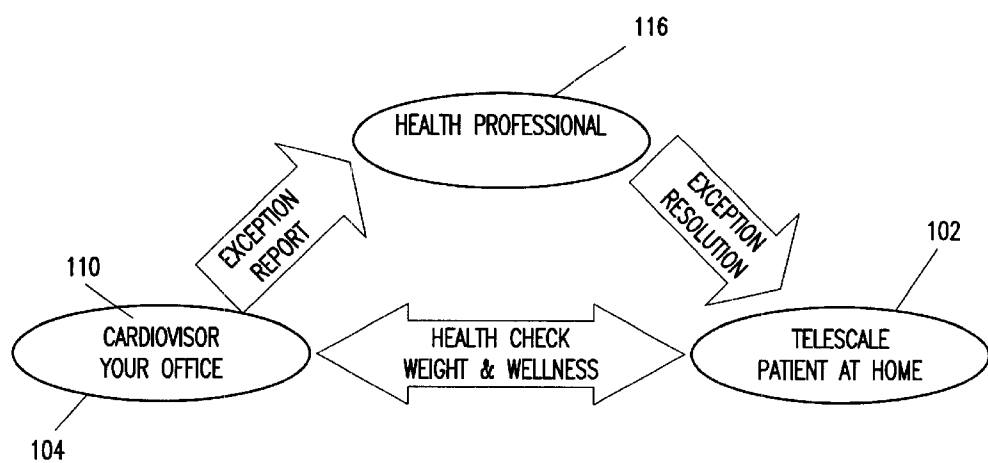 116
HEALTH PROFESSIONAL
EXCEPTION
REPORT
EXCEPTION
RESOLUTION
102
110
CARDIOVISOR
YOUR OFFICE
HEALTH CHECK
WEIGHT & WELLNESS
TELESCALE
PATIENT AT HOME
104